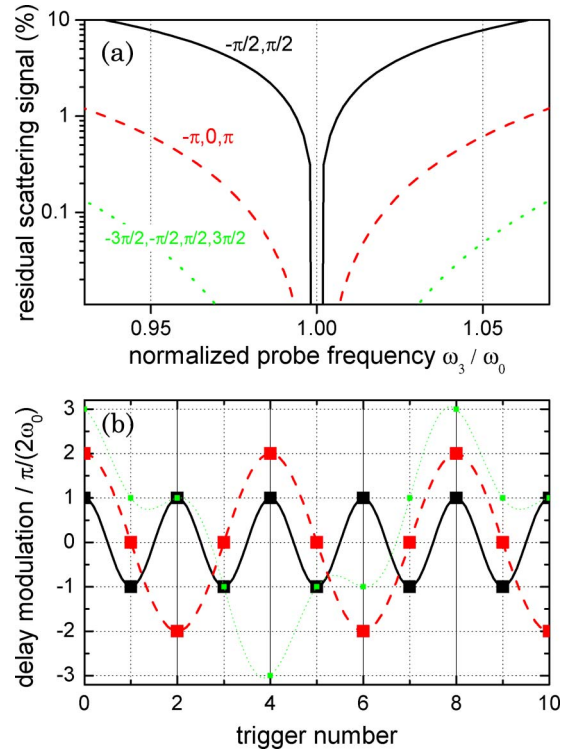 residual scattering signal (%)
10
1
0.1
(a)
-π/2,π/2
-π,0,π
-3π/2,-π/2,π/2,3π/2
0.95 1.00 1.05
normalized probe frequency ω₃ / ω₀
delay modulation / π/(2ω₀)
3
2
1
0
-1
-2
-3
(b)
0 2 4 6 8 10
trigger number